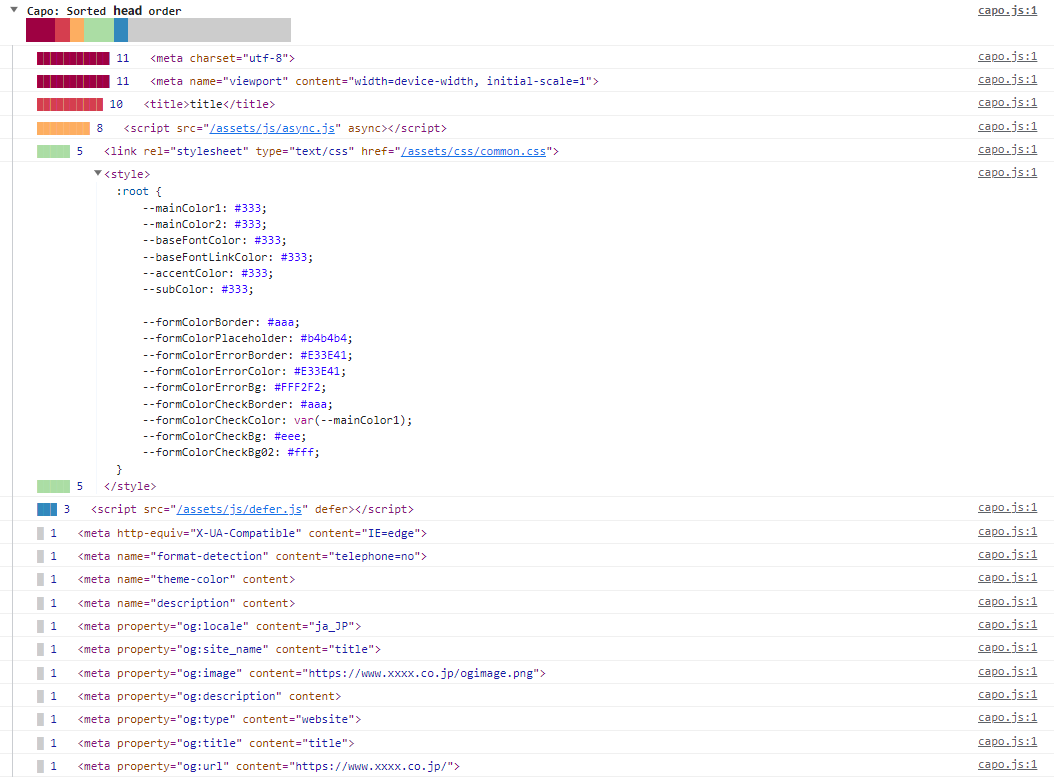 ▼ Capo: Sorted head order capo.js:1
11 <meta charset="utf-8"> capo.js:1
11 <meta name="viewport" content="width=device-width, initial-scale=1"> capo.js:1
10 <title>title</title> capo.js:1
8 <script src="/assets/js/async.js" async></script> capo.js:1
5 <link rel="stylesheet" type="text/css" href="/assets/css/common.css"> capo.js:1
▼<style> capo.js:1
:root {
--mainColor1: #333;
--mainColor2: #333;
--baseFontColor: #333;
--baseFontLinkColor: #333;
--accentColor: #333;
--subColor: #333;
--formColorBorder: #aaa;
--formColorPlaceholder: #b4b4b4;
--formColorErrorBorder: #E33E41;
--formColorErrorColor: #E33E41;
--formColorErrorBg: #FFF2F2;
--formColorCheckBorder: #aaa;
--formColorCheckColor: var(--mainColor1);
--formColorCheckBg: #eee;
--formColorCheckBg02: #fff;
}
5 </style>
3 <script src="/assets/js/defer.js" defer></script> capo.js:1
1 <meta http-equiv="X-UA-Compatible" content="IE=edge"> capo.js:1
1 <meta name="format-detection" content="telephone=no"> capo.js:1
1 <meta name="theme-color" content> capo.js:1
1 <meta name="description" content> capo.js:1
1 <meta property="og:locale" content="ja_JP"> capo.js:1
1 <meta property="og:site_name" content="title"> capo.js:1
1 <meta property="og:image" content="https://www.xxxx.co.jp/ogimage.png"> capo.js:1
1 <meta property="og:description" content> capo.js:1
1 <meta property="og:type" content="website"> capo.js:1
1 <meta property="og:title" content="title"> capo.js:1
1 <meta property="og:url" content="https://www.xxxx.co.jp/"> capo.js:1